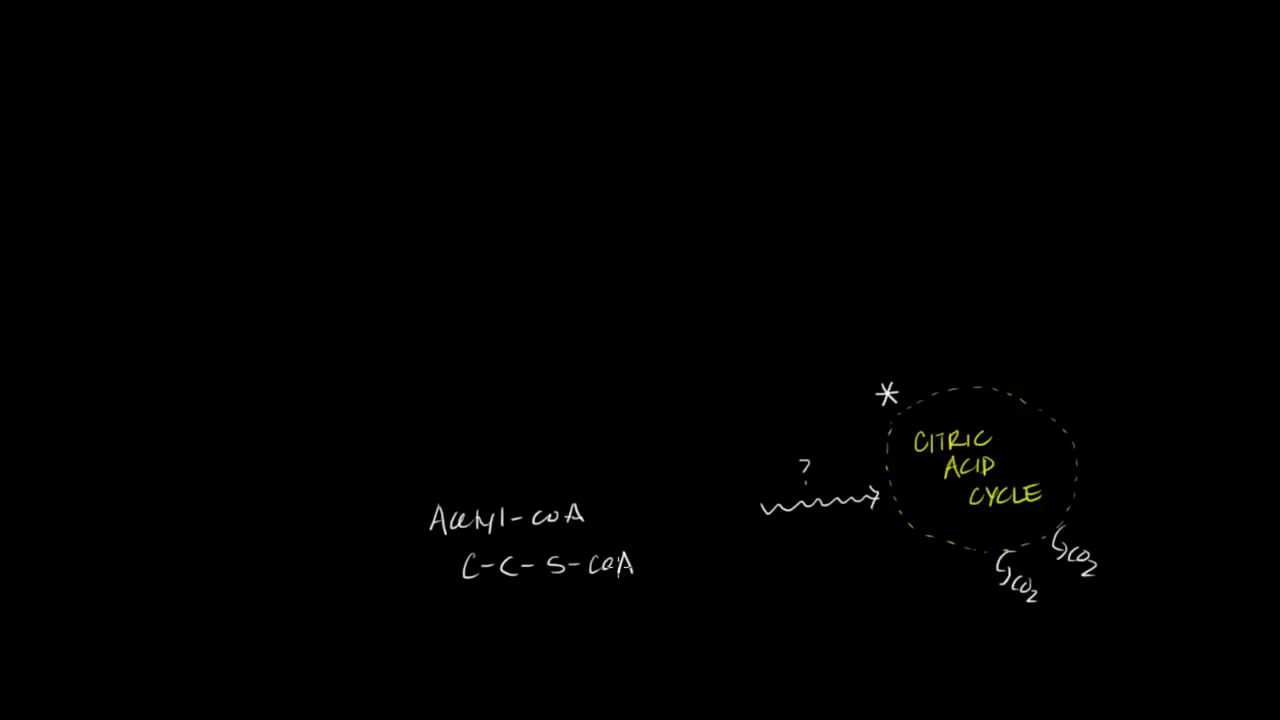 *
CITRIC
ACID
CYCLE
?
Acetyl-coA
C-C-S-CoA
CO2
CO2